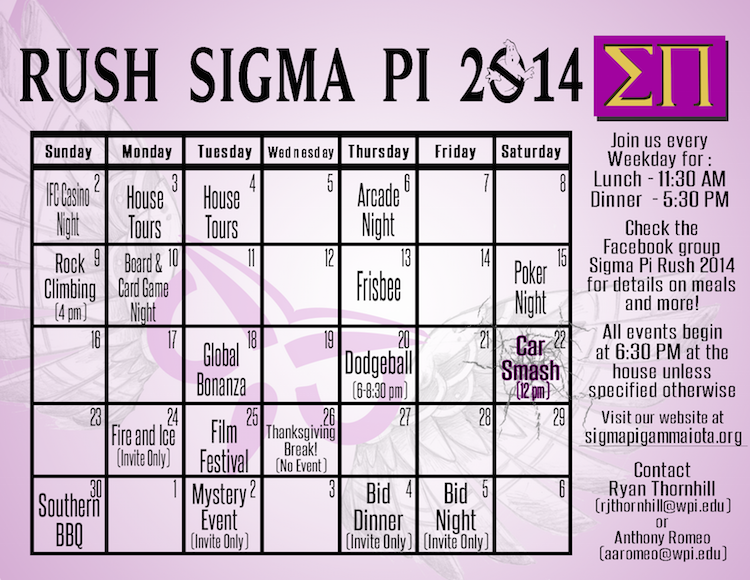 RUSH SIGMA PI 2014
ΣΠ
Sunday Monday Tuesday Wednesday Thursday Friday Saturday
2 IFC Casino Night
3 House Tours
4 House Tours
5
6 Arcade Night
7
8
9 Rock Climbing (4 pm)
10 Board & Card Game Night
11
12
13 Frisbee
14
15 Poker Night
16
17
18 Global Bonanza
19
20 Dodgeball (6-8:30 pm)
21
22 Car Smash (12 pm)
23
24 Fire and Ice (Invite Only)
25 Film Festival
26 Thanksgiving Break! (No Event)
27
28
29
30 Southern BBQ
1
2 Mystery Event (Invite Only)
3
4 Bid Dinner (Invite Only)
5 Bid Night (Invite Only)
6
Join us every
Weekday for :
Lunch - 11:30 AM
Dinner - 5:30 PM
Check the
Facebook group
Sigma Pi Rush 2014
for details on meals
and more!
All events begin
at 6:30 PM at the
house unless
specified otherwise
Visit our website at
sigmapigammaiota.org
Contact
Ryan Thornhill
(rjthornhill@wpi.edu)
or
Anthony Romeo
(aaromeo@wpi.edu)